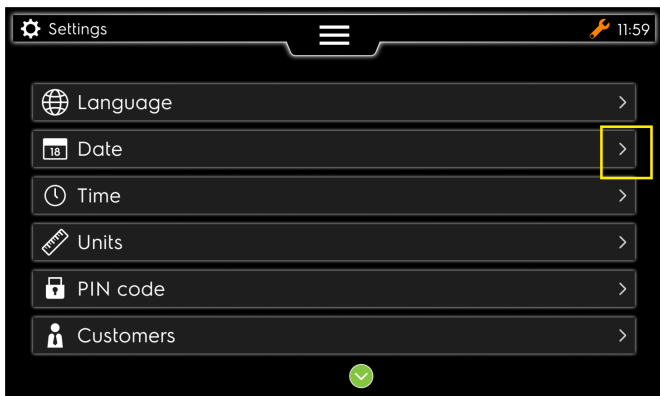 Settings
11:59
Language
18 Date
Time
Units
PIN code
Customers